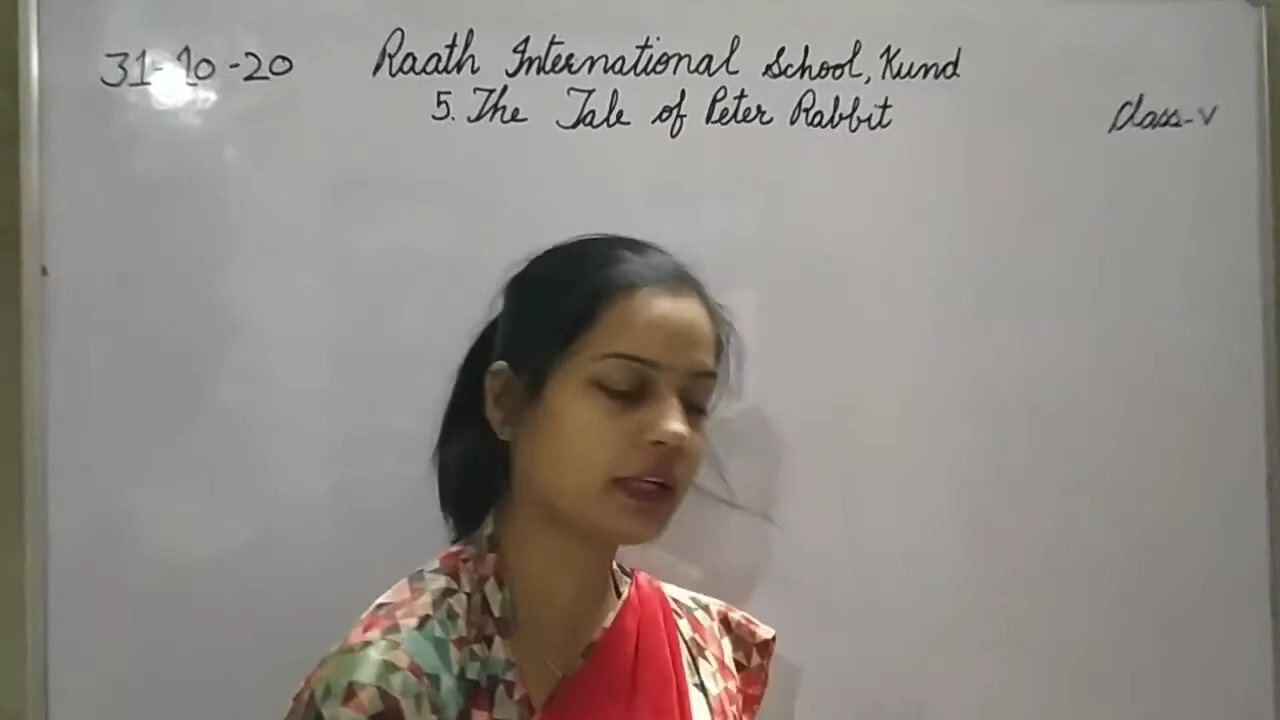 31-10-20 Raath International School, Kund
5. The Tale of Peter Rabbit
Class-V